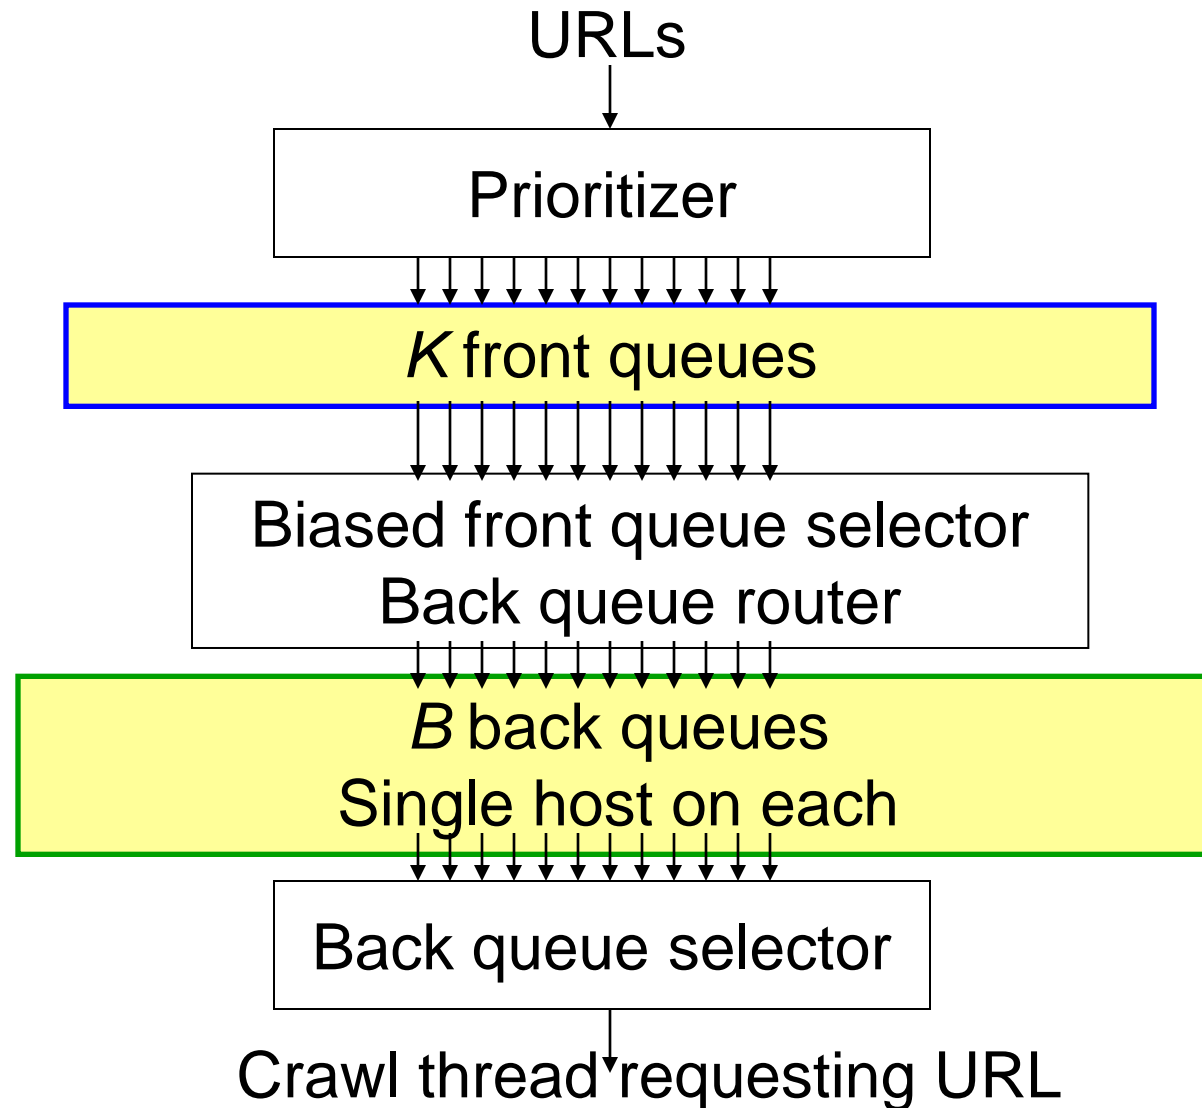 URLs
Prioritizer
K front queues
Biased front queue selector
Back queue router
B back queues
Single host on each
Back queue selector
Crawl thread requesting URL